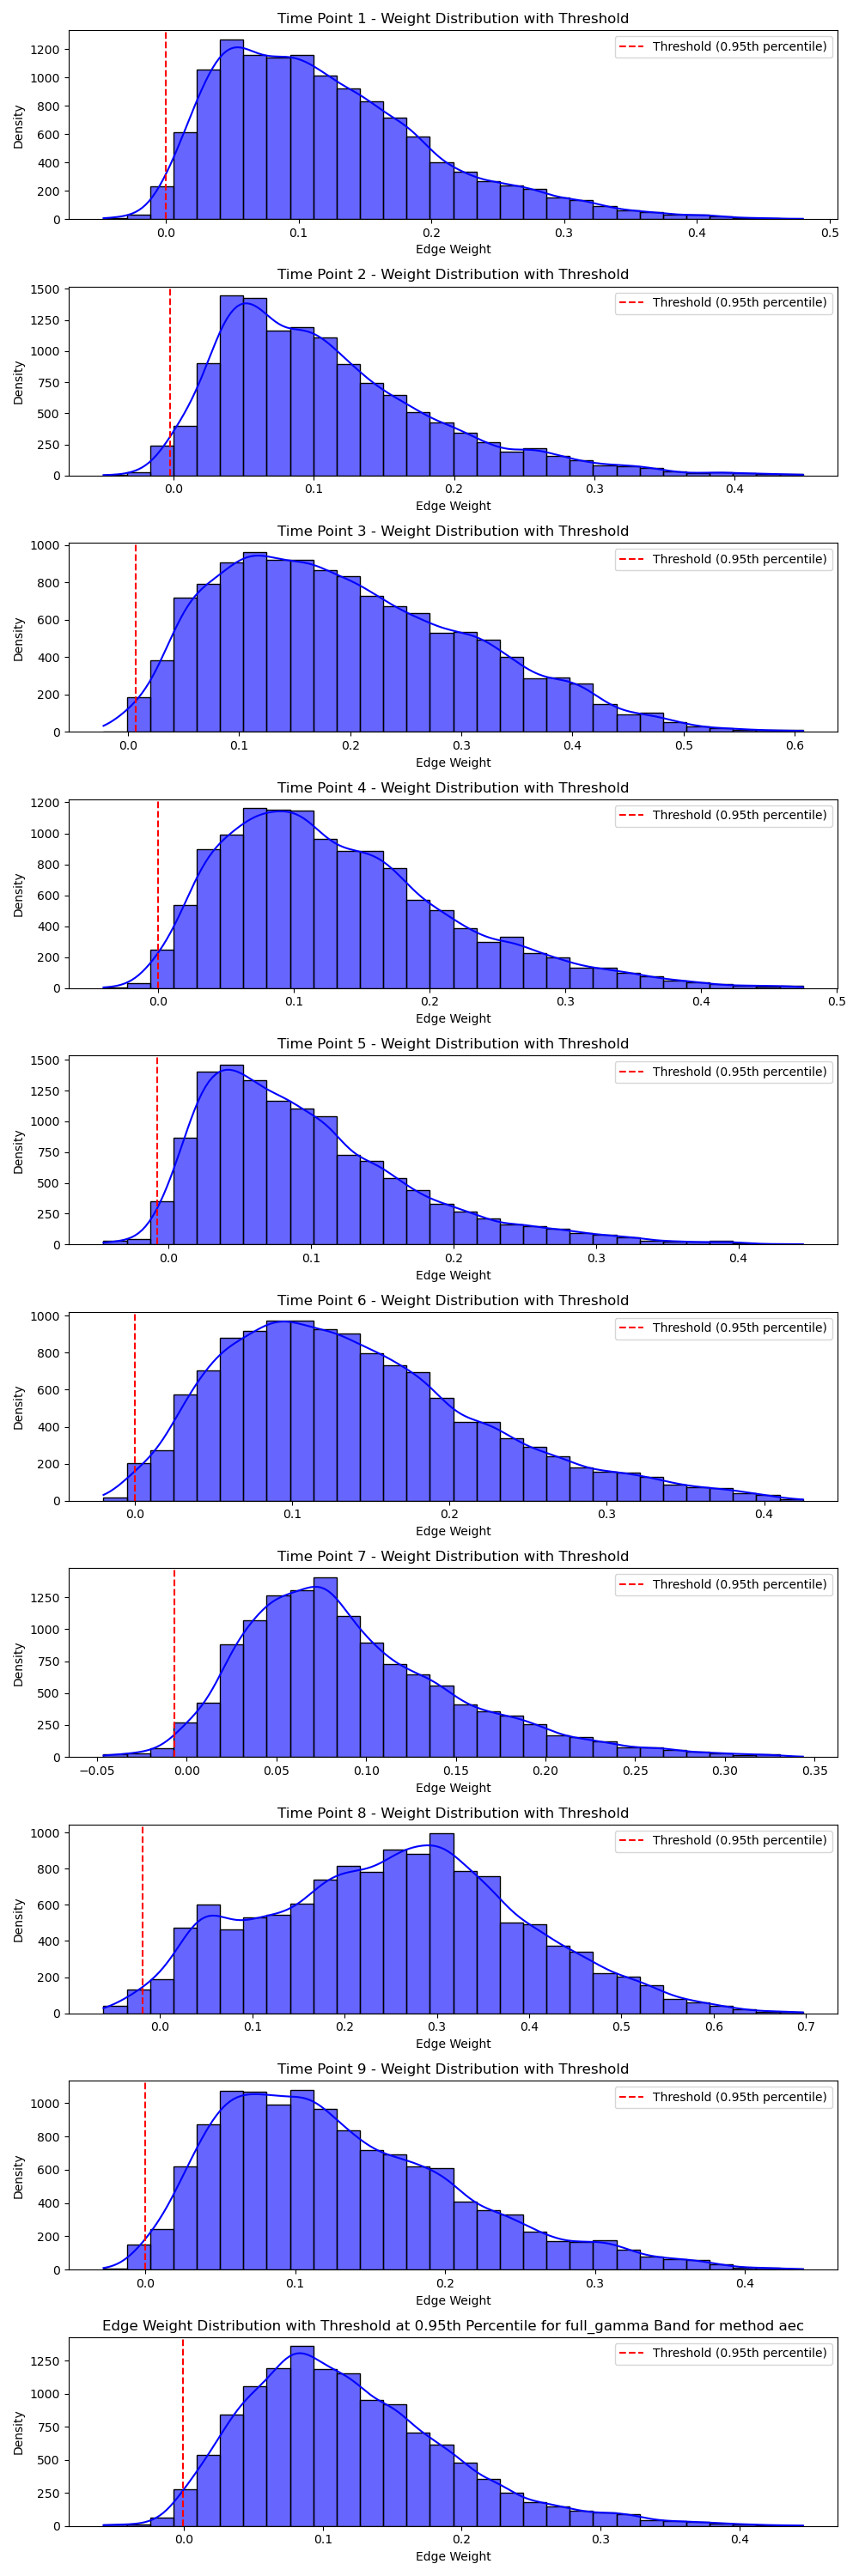 Time Point 1 - Weight Distribution with Threshold
Threshold (0.95th percentile)
Density
1200
1000
800
600
400
200
0
0.0 0.1 0.2 0.3 0.4 0.5
Edge Weight
Time Point 2 - Weight Distribution with Threshold
Threshold (0.95th percentile)
Density
1500
1250
1000
750
500
250
0
0.0 0.1 0.2 0.3 0.4
Edge Weight
Time Point 3 - Weight Distribution with Threshold
Threshold (0.95th percentile)
Density
1000
800
600
400
200
0
0.0 0.1 0.2 0.3 0.4 0.5 0.6
Edge Weight
Time Point 4 - Weight Distribution with Threshold
Threshold (0.95th percentile)
Density
1200
1000
800
600
400
200
0
0.0 0.1 0.2 0.3 0.4 0.5
Edge Weight
Time Point 5 - Weight Distribution with Threshold
Threshold (0.95th percentile)
Density
1500
1250
1000
750
500
250
0
0.0 0.1 0.2 0.3 0.4
Edge Weight
Time Point 6 - Weight Distribution with Threshold
Threshold (0.95th percentile)
Density
1000
800
600
400
200
0
0.0 0.1 0.2 0.3 0.4
Edge Weight
Time Point 7 - Weight Distribution with Threshold
Threshold (0.95th percentile)
Density
1250
1000
750
500
250
0
−0.05 0.00 0.05 0.10 0.15 0.20 0.25 0.30 0.35
Edge Weight
Time Point 8 - Weight Distribution with Threshold
Threshold (0.95th percentile)
Density
1000
800
600
400
200
0
0.0 0.1 0.2 0.3 0.4 0.5 0.6 0.7
Edge Weight
Time Point 9 - Weight Distribution with Threshold
Threshold (0.95th percentile)
Density
1000
800
600
400
200
0
0.0 0.1 0.2 0.3 0.4
Edge Weight
Edge Weight Distribution with Threshold at 0.95th Percentile for full_gamma Band for method aec
Threshold (0.95th percentile)
Density
1250
1000
750
500
250
0
0.0 0.1 0.2 0.3 0.4
Edge Weight